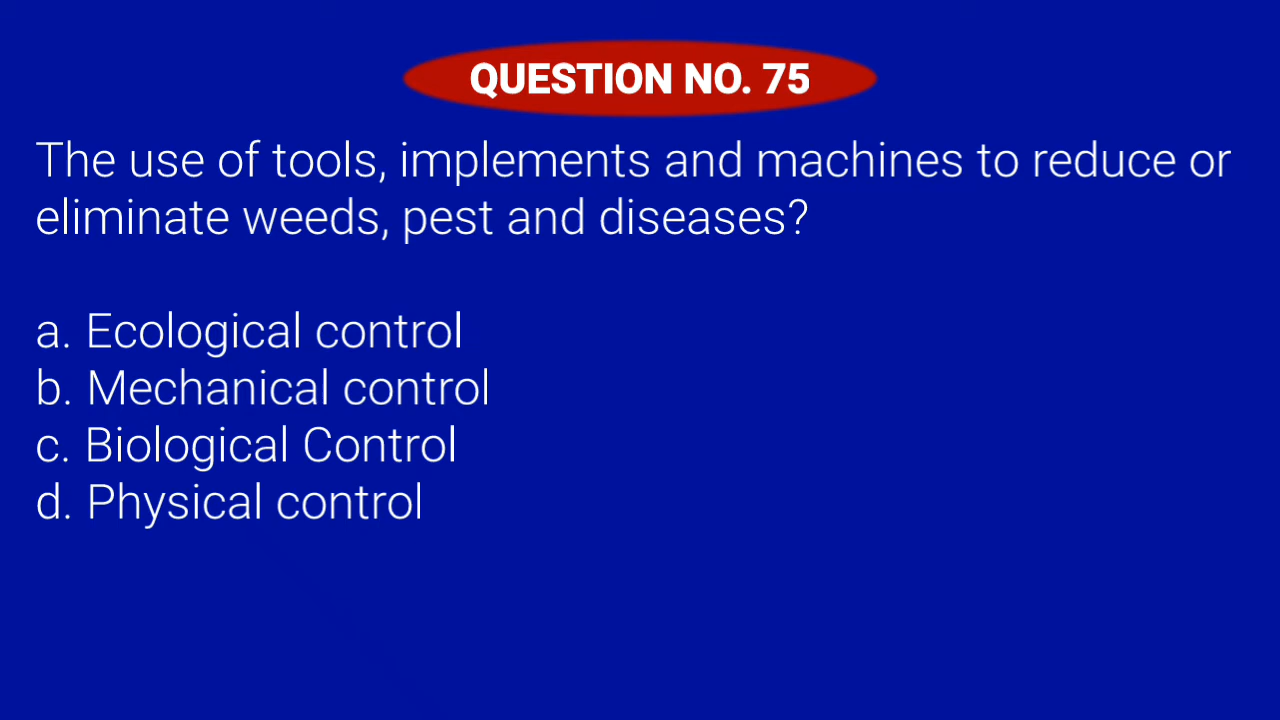 QUESTION NO. 75
The use of tools, implements and machines to reduce or
eliminate weeds, pest and diseases?
a. Ecological control
b. Mechanical control
c. Biological Control
d. Physical control